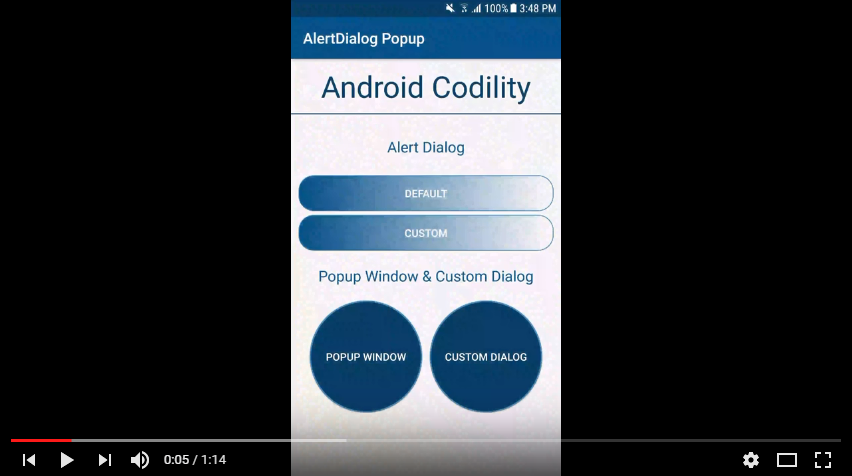 100% 3:48 PM
AlertDialog Popup
Android Codility
Alert Dialog
DEFAULT
CUSTOM
Popup Window & Custom Dialog
POPUP WINDOW CUSTOM DIALOG
0:05 / 1:14